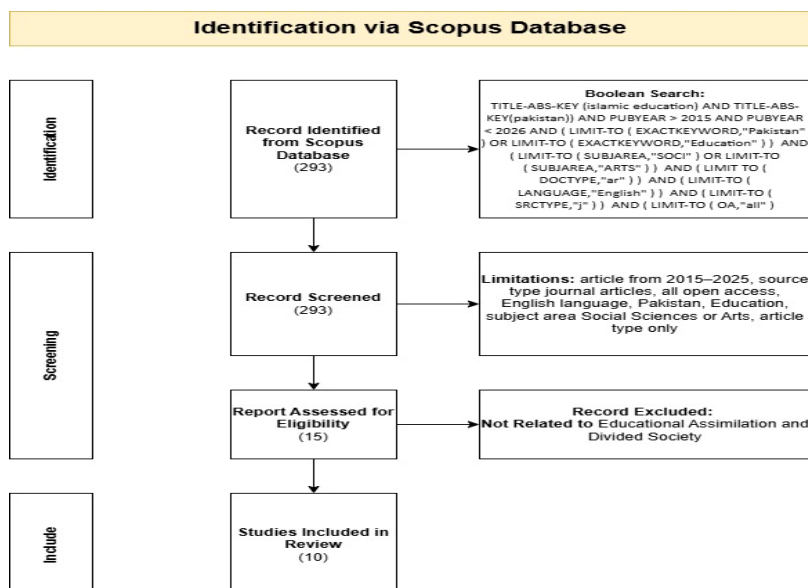 Identification via Scopus Database
Identification
Record Identified
from Scopus
Database
(293)
Boolean Search:
TITLE-ABS-KEY (islamic education) AND TITLE-ABS-
KEY(pakistan)) AND PUBYEAR > 2015 AND PUBYEAR
< 2026 AND ( LIMIT-TO ( EXACTKEYWORD,"Pakistan"
) OR LIMIT-TO ( EXACTKEYWORD,"Education" ) ) AND
( LIMIT-TO ( SUBJAREA,"SOCI" ) OR LIMIT-TO
( SUBJAREA,"ARTS" ) ) AND ( LIMIT TO (
DOCTYPE,"ar" ) ) AND ( LIMIT-TO (
LANGUAGE,"English" ) ) AND ( LIMIT-TO (
SRCTYPE,"j" ) ) AND ( LIMIT-TO ( OA,"all" )
Screening
Record Screened
(293)
Limitations: article from 2015–2025, source
type journal articles, all open access,
English language, Pakistan, Education,
subject area Social Sciences or Arts, article
type only
Report Assessed for
Eligibility
(15)
Record Excluded:
Not Related to Educational Assimilation and
Divided Society
Include
Studies Included in
Review
(10)